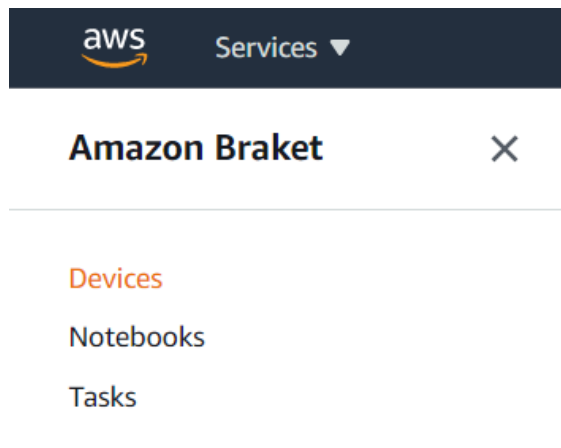 aws Services ▼
Amazon Braket ×
Devices
Notebooks
Tasks